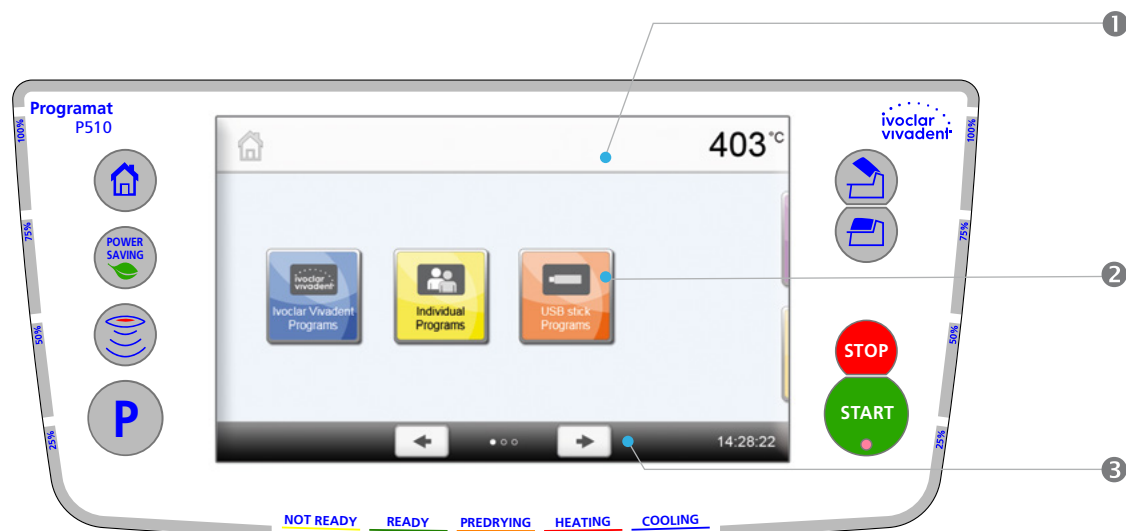 1
Programat
P510
ivoclar
vivadent
100%
100%
403 °C
POWER
SAVING
75%
75%
2
ivoclar
vivadent
Ivoclar Vivadent
Programs
Individual
Programs
USB stick
Programs
50%
50%
STOP
P
START
25%
25%
14:28:22
3
NOT READY
READY
PREDRYING
HEATING
COOLING